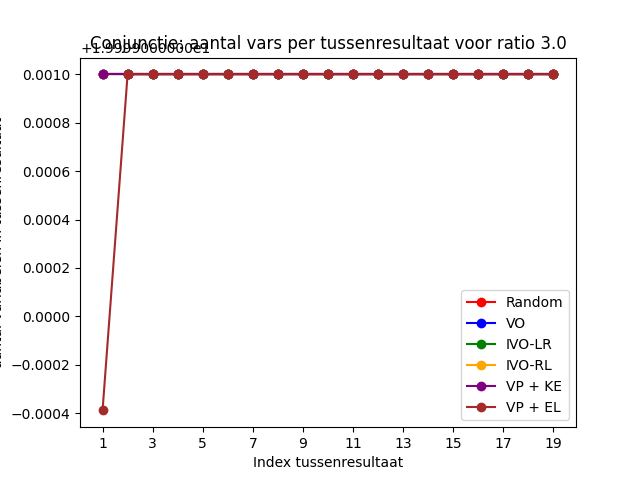 Conjunctie: aantal vars per tussenresultaat voor ratio 3.0
0.0010
0.0008
0.0006
0.0004
0.0002
0.0000
−0.0002
−0.0004
1 3 5 7 9 11 13 15 17 19
Index tussenresultaat
Random
VO
IVO-LR
IVO-RL
VP + KE
VP + EL